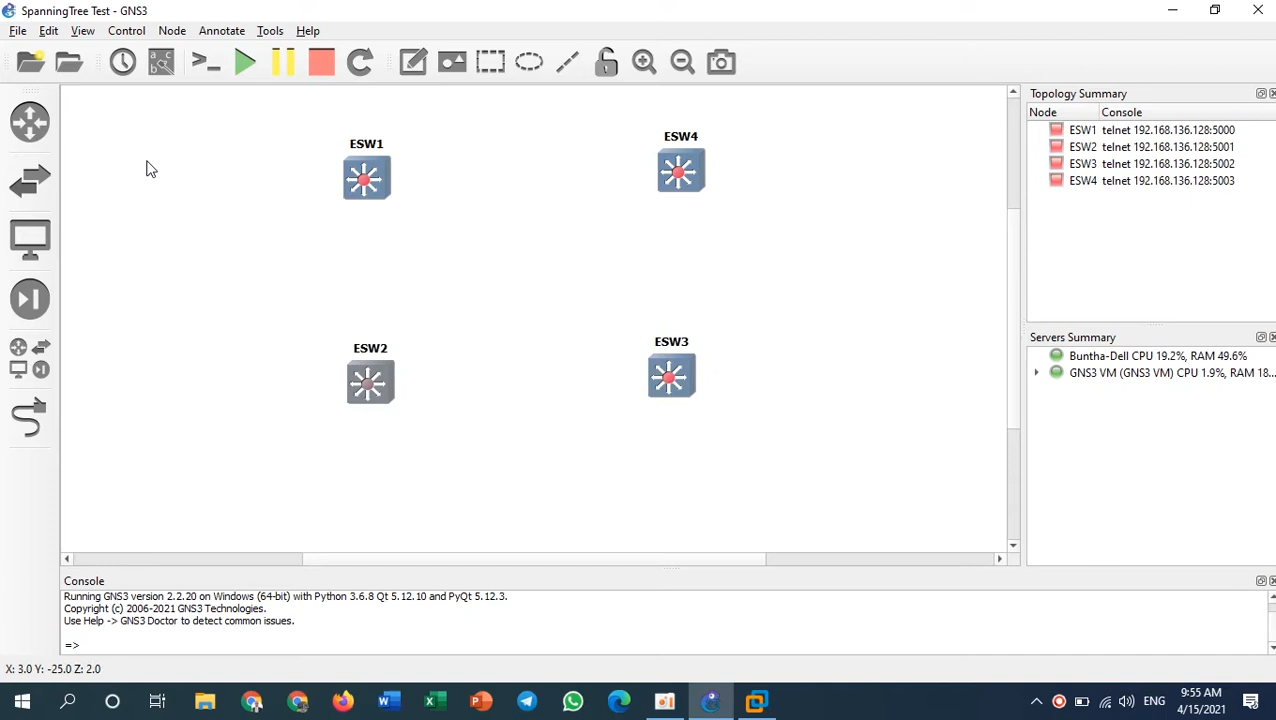 SpanningTree Test - GNS3
File Edit View Control Node Annotate Tools Help
ESW1
ESW4
ESW2
ESW3
Topology Summary
Node Console
ESW1 telnet 192.168.136.128:5000
ESW2 telnet 192.168.136.128:5001
ESW3 telnet 192.168.136.128:5002
ESW4 telnet 192.168.136.128:5003
Servers Summary
Buntha-Dell CPU 19.2%, RAM 49.6%
GNS3 VM (GNS3 VM) CPU 1.9%, RAM 18...
Console
Running GNS3 version 2.2.20 on Windows (64-bit) with Python 3.6.8 Qt 5.12.10 and PyQt 5.12.3.
Copyright (c) 2006-2021 GNS3 Technologies.
Use Help -> GNS3 Doctor to detect common issues.
=>
X: 3.0 Y: -25.0 Z: 2.0
ENG
9:55 AM
4/15/2021